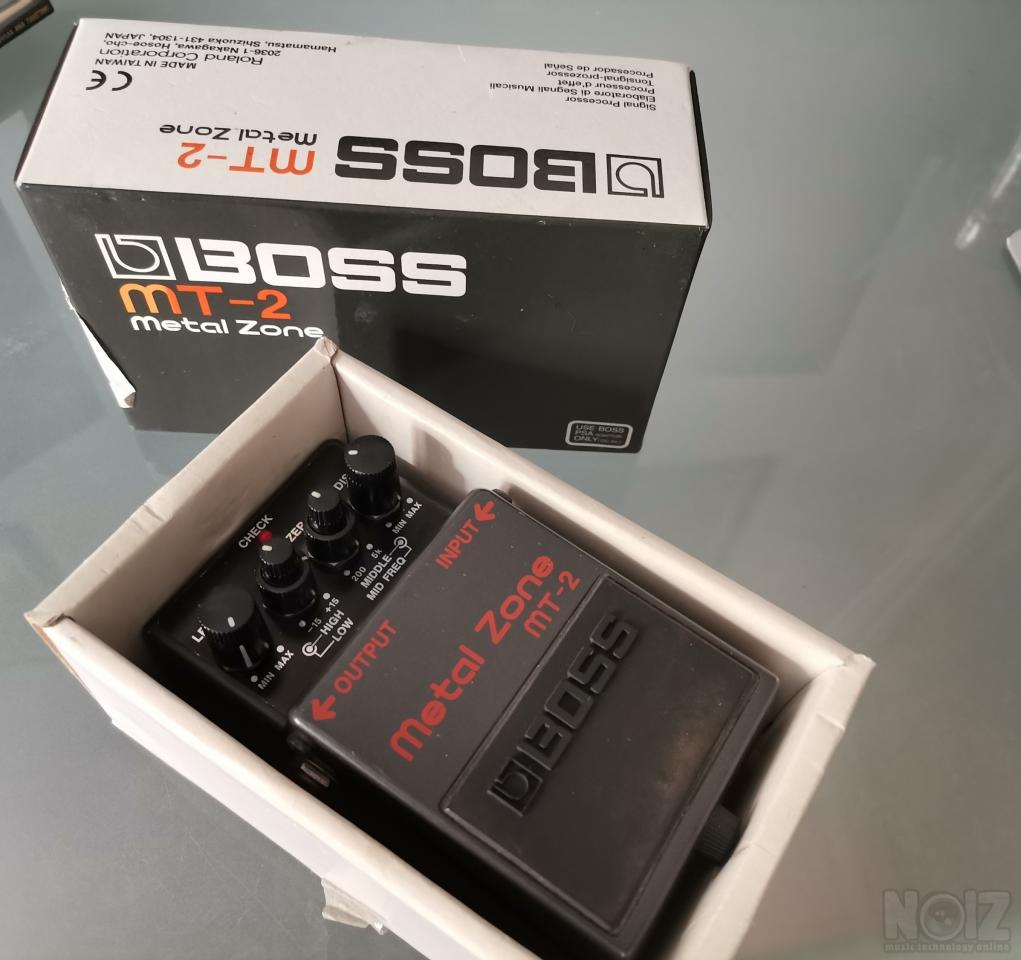 Signal Processor
Elaboratore di Segnali Musicali
Processeur d'effet
Tonsignal-prozessor
Procesador de Señal
BOSS
MT-2
Metal Zone
CE
MADE IN TAIWAN
Roland Corporation
2036-1 Nakagawa, Hosoe-cho,
Hamamatsu, Shizuoka 431-1304, JAPAN
BOSS
MT-2
Metal Zone
USE BOSS
PSA
ONLY
CHECK
MIN MAX
-15 +15
HIGH
LOW
200 5k
MIDDLE
MID FREQ
MIN MAX
OUTPUT
INPUT
Metal Zone
MT-2
BOSS
NOIZ
music technology online